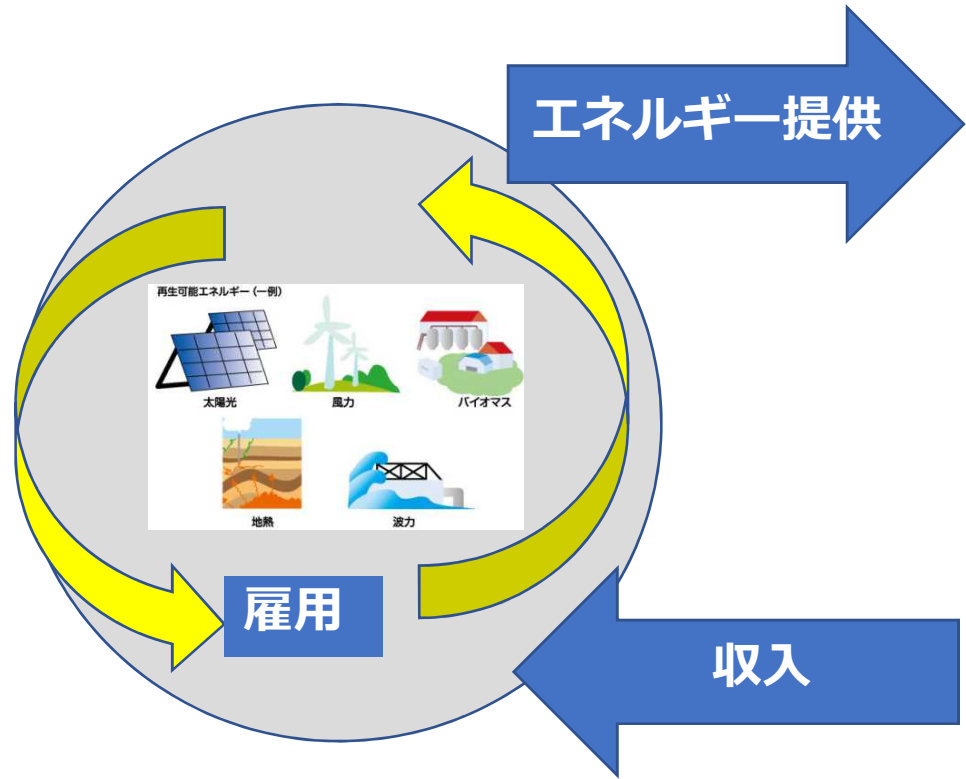 エネルギー提供
再生可能エネルギー（一例）
太陽光
風力
バイオマス
地熱
波力
雇用
収入